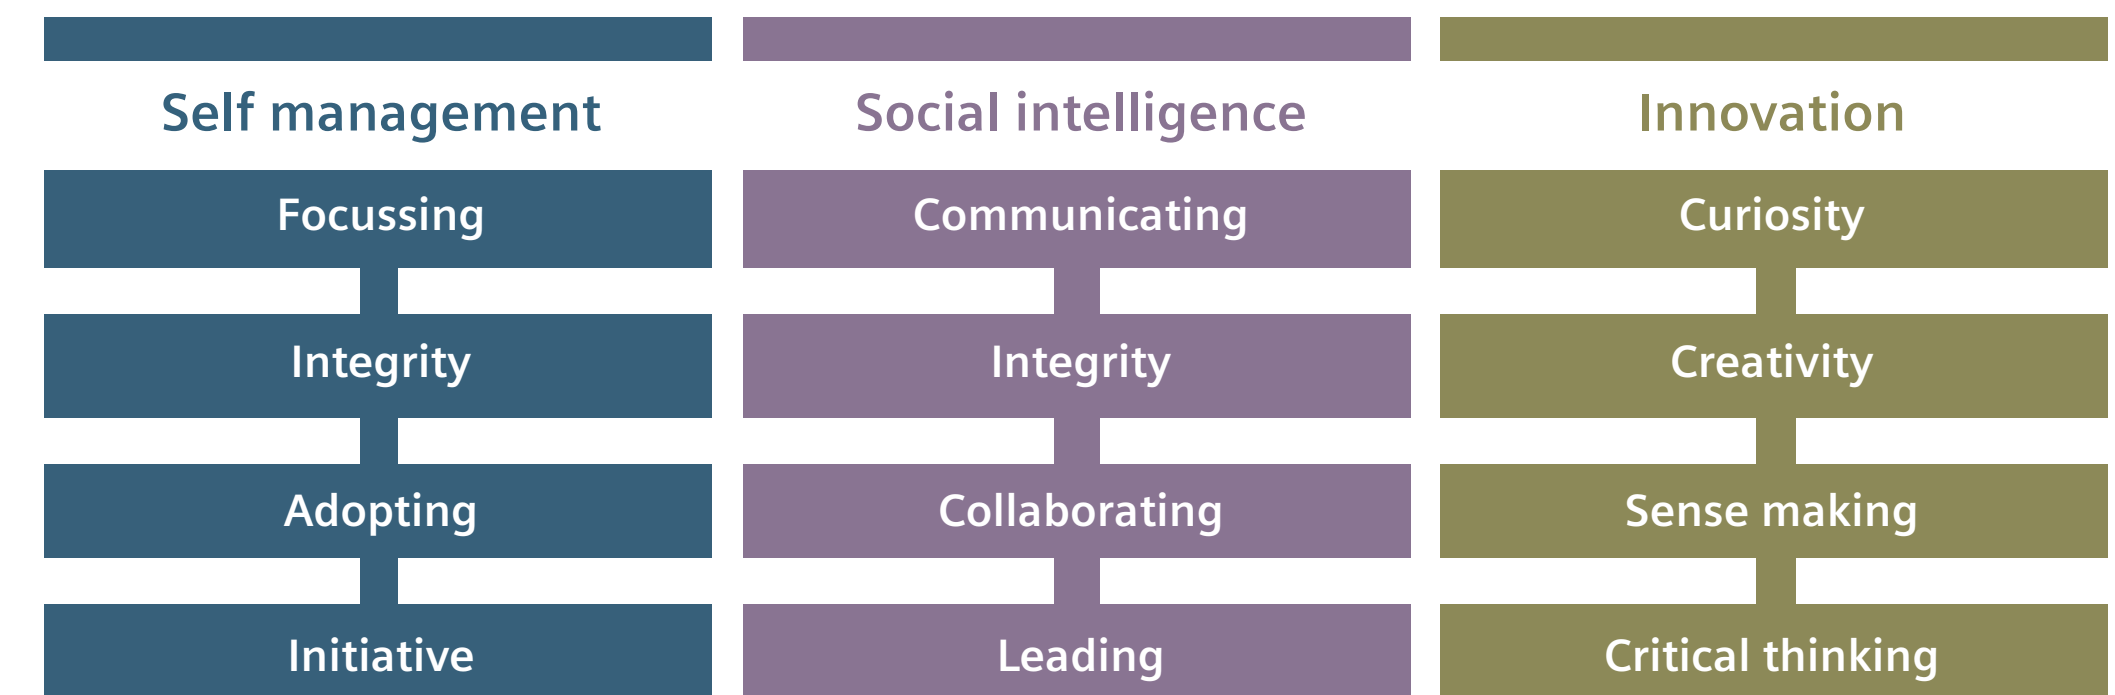 Self management
Focussing
Integrity
Adopting
Initiative
Social intelligence
Communicating
Integrity
Collaborating
Leading
Innovation
Curiosity
Creativity
Sense making
Critical thinking